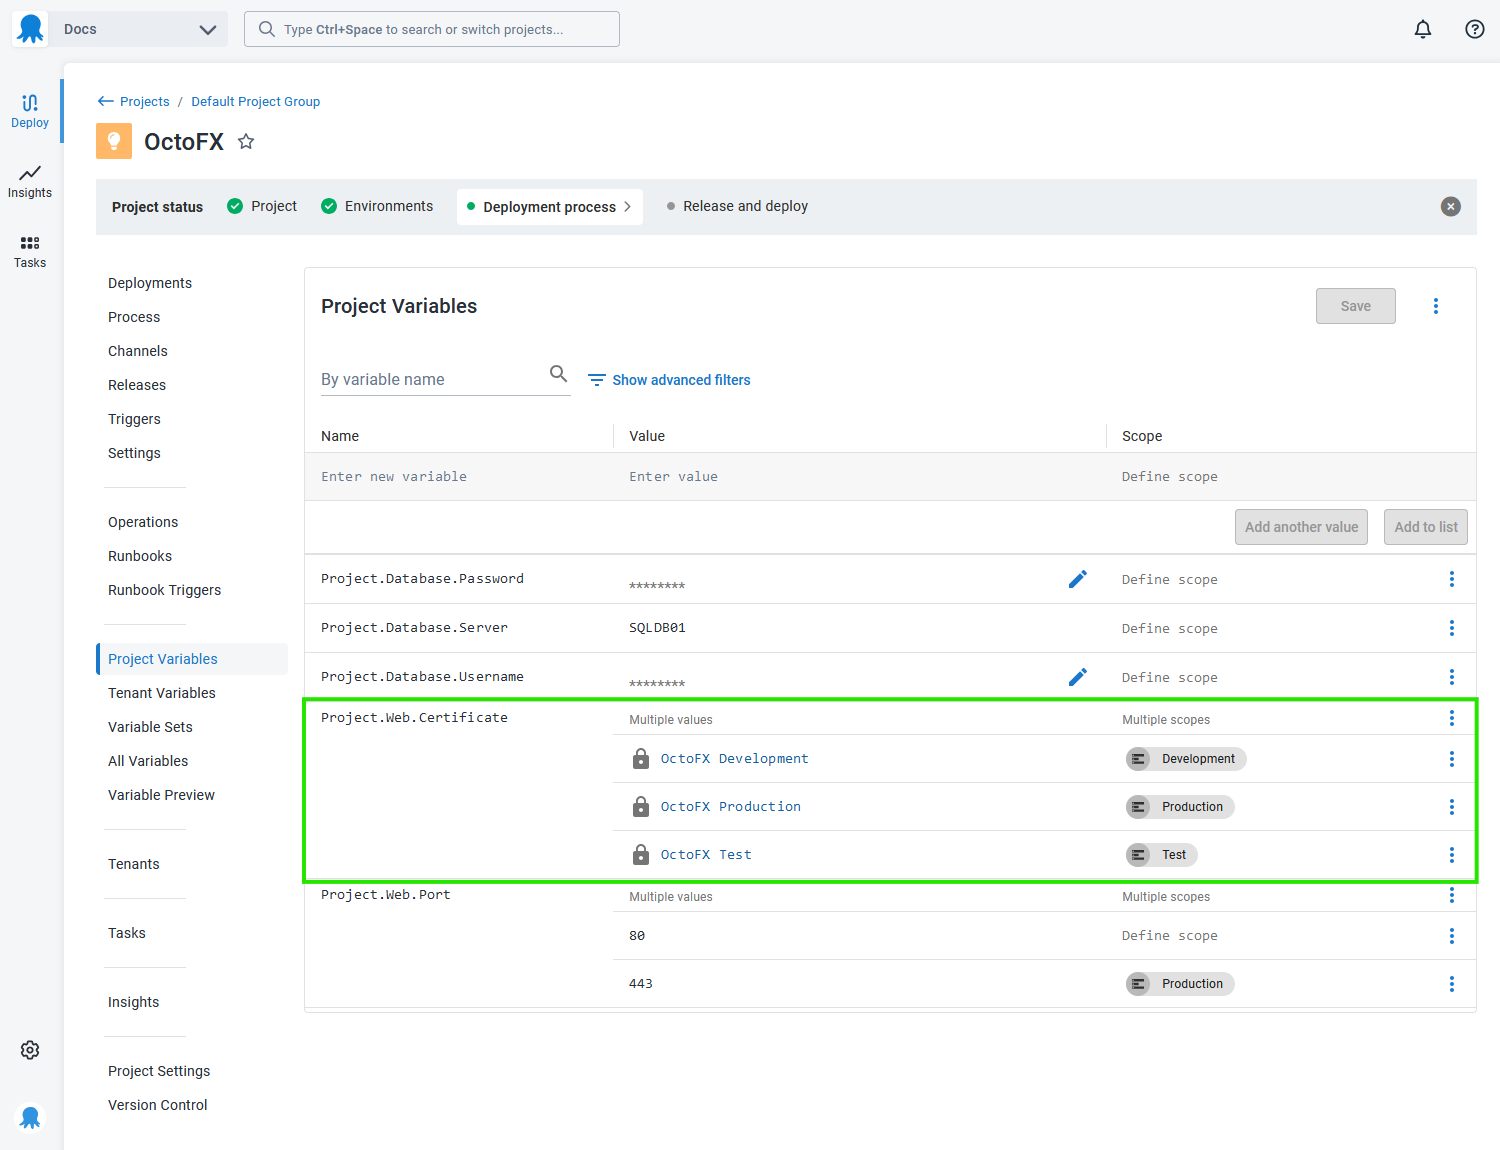 Docs
Type Ctrl+Space to search or switch projects...
Deploy
Insights
Tasks
Projects / Default Project Group
OctoFX
Project status
Project
Environments
Deployment process
Release and deploy
Deployments
Process
Channels
Releases
Triggers
Settings
Operations
Runbooks
Runbook Triggers
Project Variables
Tenant Variables
Variable Sets
All Variables
Variable Preview
Tenants
Tasks
Insights
Project Settings
Version Control
Project Variables
Save
By variable name
Show advanced filters
Name Value Scope
Enter new variable Enter value Define scope
Add another value Add to list
Project.Database.Password ******** Define scope
Project.Database.Server SQLDB01 Define scope
Project.Database.Username ******** Define scope
Project.Web.Certificate Multiple values Multiple scopes
OctoFX Development Development
OctoFX Production Production
OctoFX Test Test
Project.Web.Port Multiple values Multiple scopes
80 Define scope
443 Production